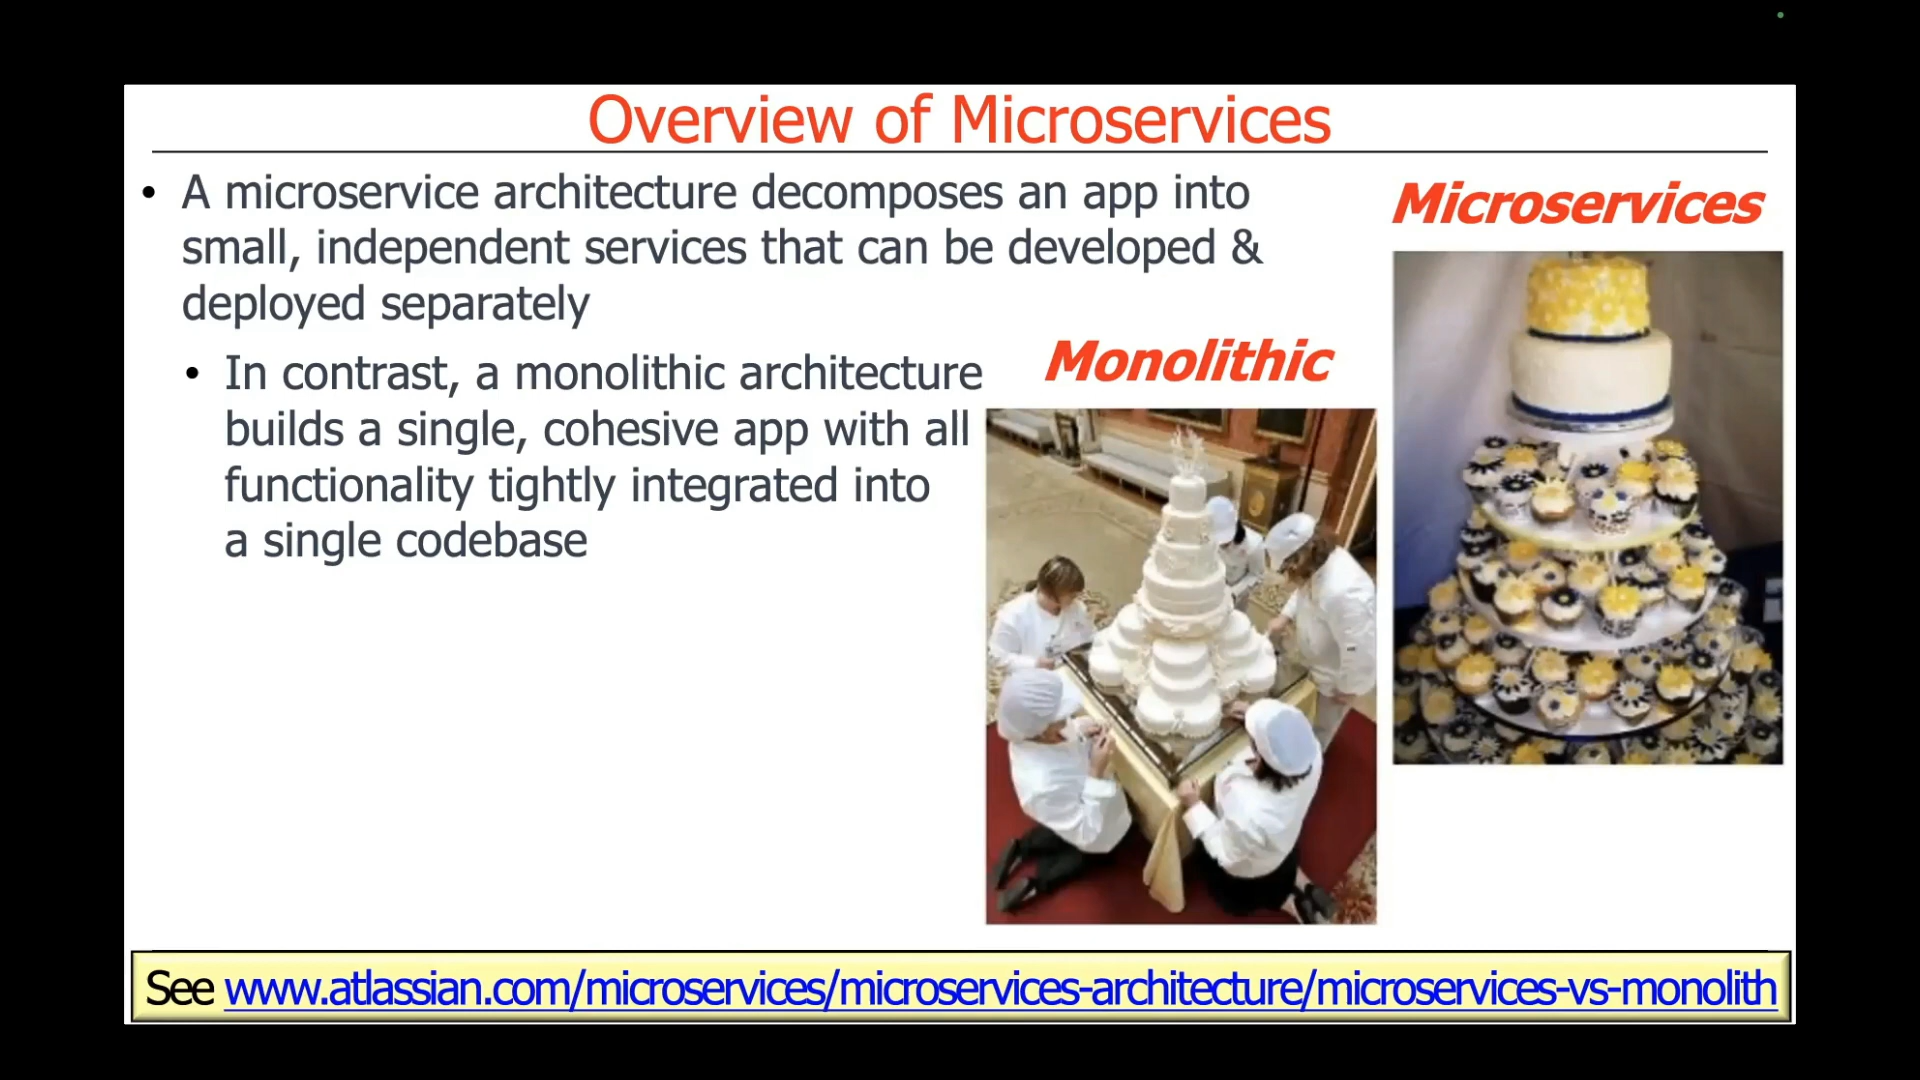 Overview of Microservices
• A microservice architecture decomposes an app into
small, independent services that can be developed &
deployed separately
• In contrast, a monolithic architecture
builds a single, cohesive app with all
functionality tightly integrated into
a single codebase
Monolithic
Microservices
See www.atlassian.com/microservices/microservices-architecture/microservices-vs-monolith